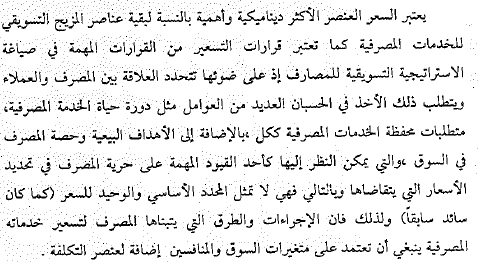 يعتبر السعر العنصر الأكثر ديناميكية وأهمية بالنسبة لبقية عناصر المزيج التسويقي
للخدمات المصرفية كما تعتبر قرارات التسعير من القرارات المهمة في صياغة
الاستراتيجية التسويقية للمصارف إذ على ضوئها تتحدد العلاقة بين المصرف والعملاء
ويتطلب ذلك الأخذ في الحسبان العديد من العوامل مثل دورة حياة الخدمة المصرفية،
متطلبات محفظة الخدمات المصرفية ككل ،بالإضافة إلى الأهداف البيعية وحصة المصرف
في السوق ،والتي يمكن النظر إليها كأحد القيود المهمة على حرية المصرف في تحديد
الأسعار التي يتقاضاها وبالتالي فهي لا تمثل المحدد الأساسي والوحيد للسعر (كما كان
سائد سابقاً) ولذلك فان الإجراءات والطرق التي يتبناها المصرف لتسعير خدماته
المصرفية ينبغي أن تعتمد على متغيرات السوق والمنافسين إضافة لعنصر التكلفة .